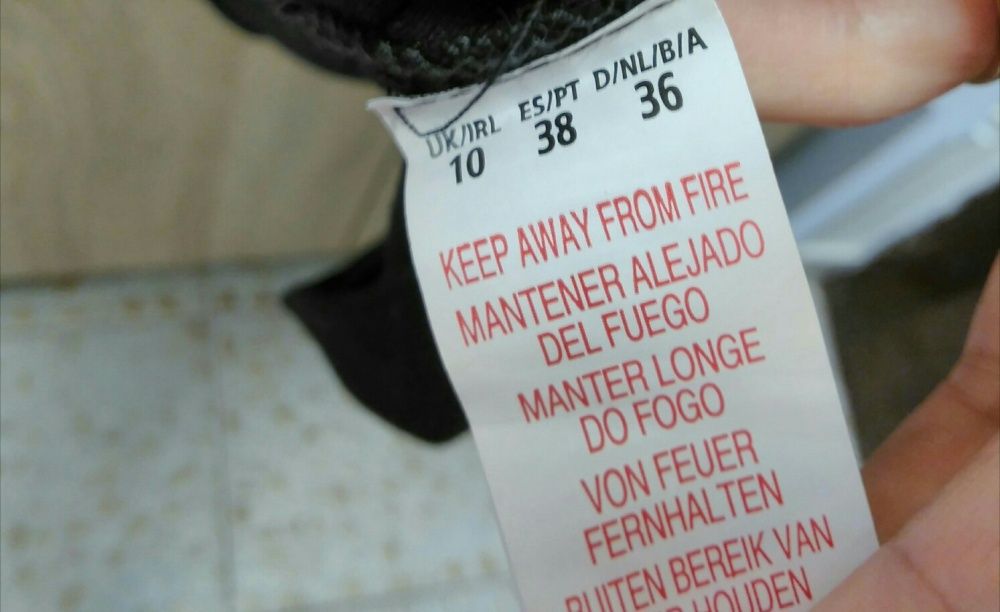 UK/IRL ES/PT D/NL/B/A
10 38 36
KEEP AWAY FROM FIRE
MANTENER ALEJADO
DEL FUEGO
MANTER LONGE
DO FOGO
VON FEUER
FERNHALTEN
BUITEN BEREIK VAN
HOUDEN